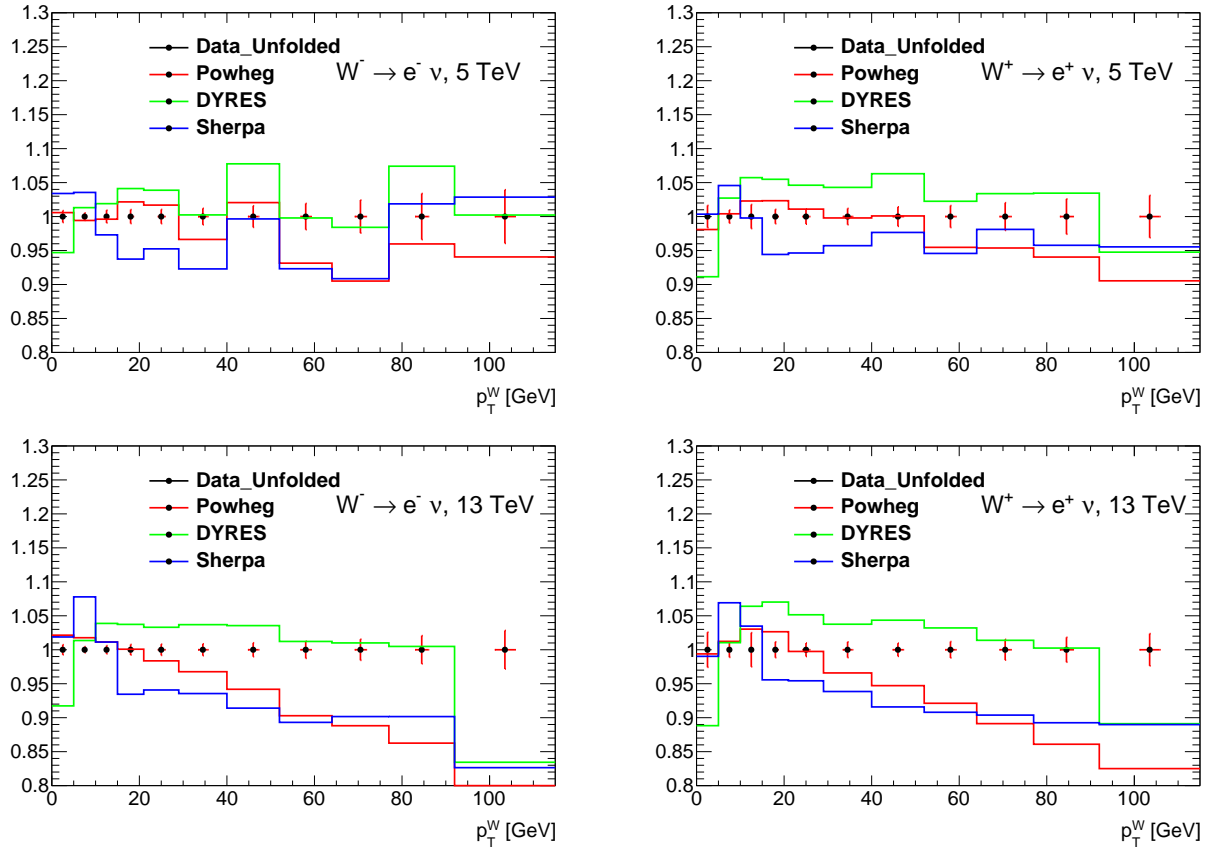 1.3
1.25
1.2
1.15
1.1
1.05
1
0.95
0.9
0.85
0.8
Data_Unfolded
Powheg
DYRES
Sherpa
W⁻ → e⁻ ν, 5 TeV
0 20 40 60 80 100
p_T^W [GeV]
1.3
1.25
1.2
1.15
1.1
1.05
1
0.95
0.9
0.85
0.8
Data_Unfolded
Powheg
DYRES
Sherpa
W⁺ → e⁺ ν, 5 TeV
0 20 40 60 80 100
p_T^W [GeV]
1.3
1.25
1.2
1.15
1.1
1.05
1
0.95
0.9
0.85
0.8
Data_Unfolded
Powheg
DYRES
Sherpa
W⁻ → e⁻ ν, 13 TeV
0 20 40 60 80 100
p_T^W [GeV]
1.3
1.25
1.2
1.15
1.1
1.05
1
0.95
0.9
0.85
0.8
Data_Unfolded
Powheg
DYRES
Sherpa
W⁺ → e⁺ ν, 13 TeV
0 20 40 60 80 100
p_T^W [GeV]